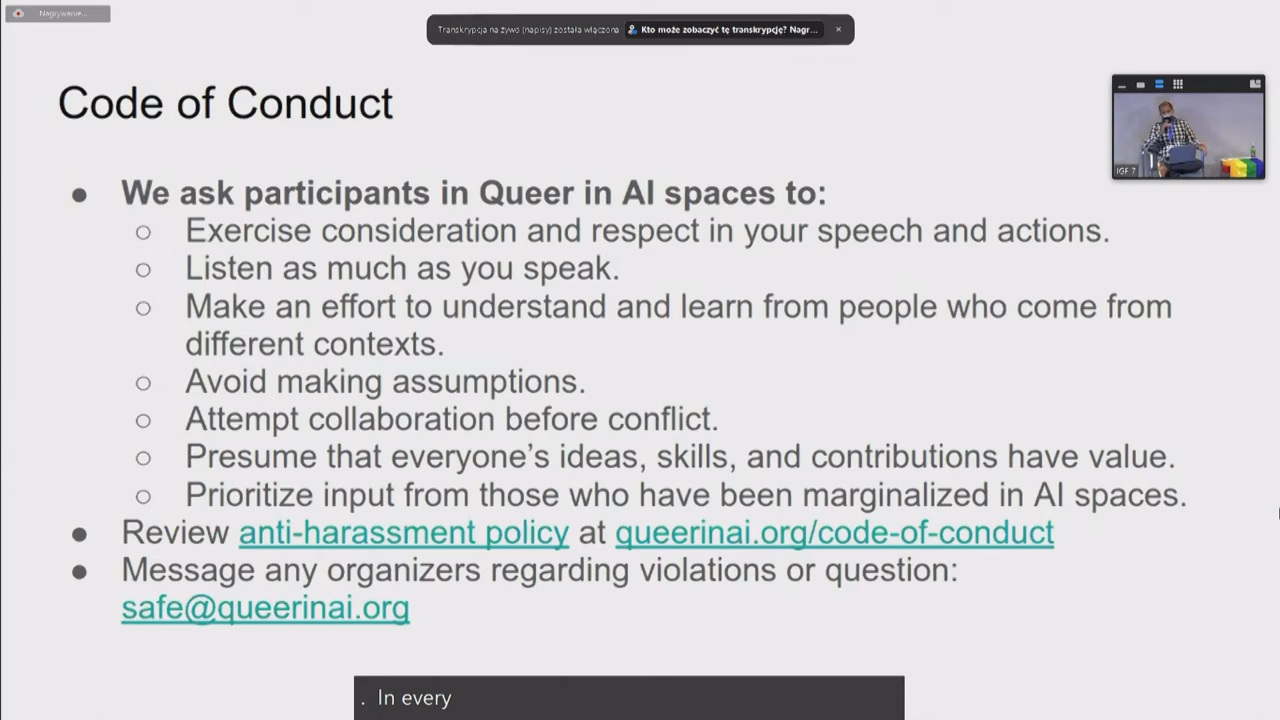 Nagrywanie...
Transkrypcja na żywo (napisy) została włączona Kto może zobaczyć tę transkrypcję? Nagr... ×
Code of Conduct
IGF 7
● We ask participants in Queer in AI spaces to:
○ Exercise consideration and respect in your speech and actions.
○ Listen as much as you speak.
○ Make an effort to understand and learn from people who come from
different contexts.
○ Avoid making assumptions.
○ Attempt collaboration before conflict.
○ Presume that everyone’s ideas, skills, and contributions have value.
○ Prioritize input from those who have been marginalized in AI spaces.
● Review anti-harassment policy at queerinai.org/code-of-conduct
● Message any organizers regarding violations or question:
safe@queerinai.org
. In every